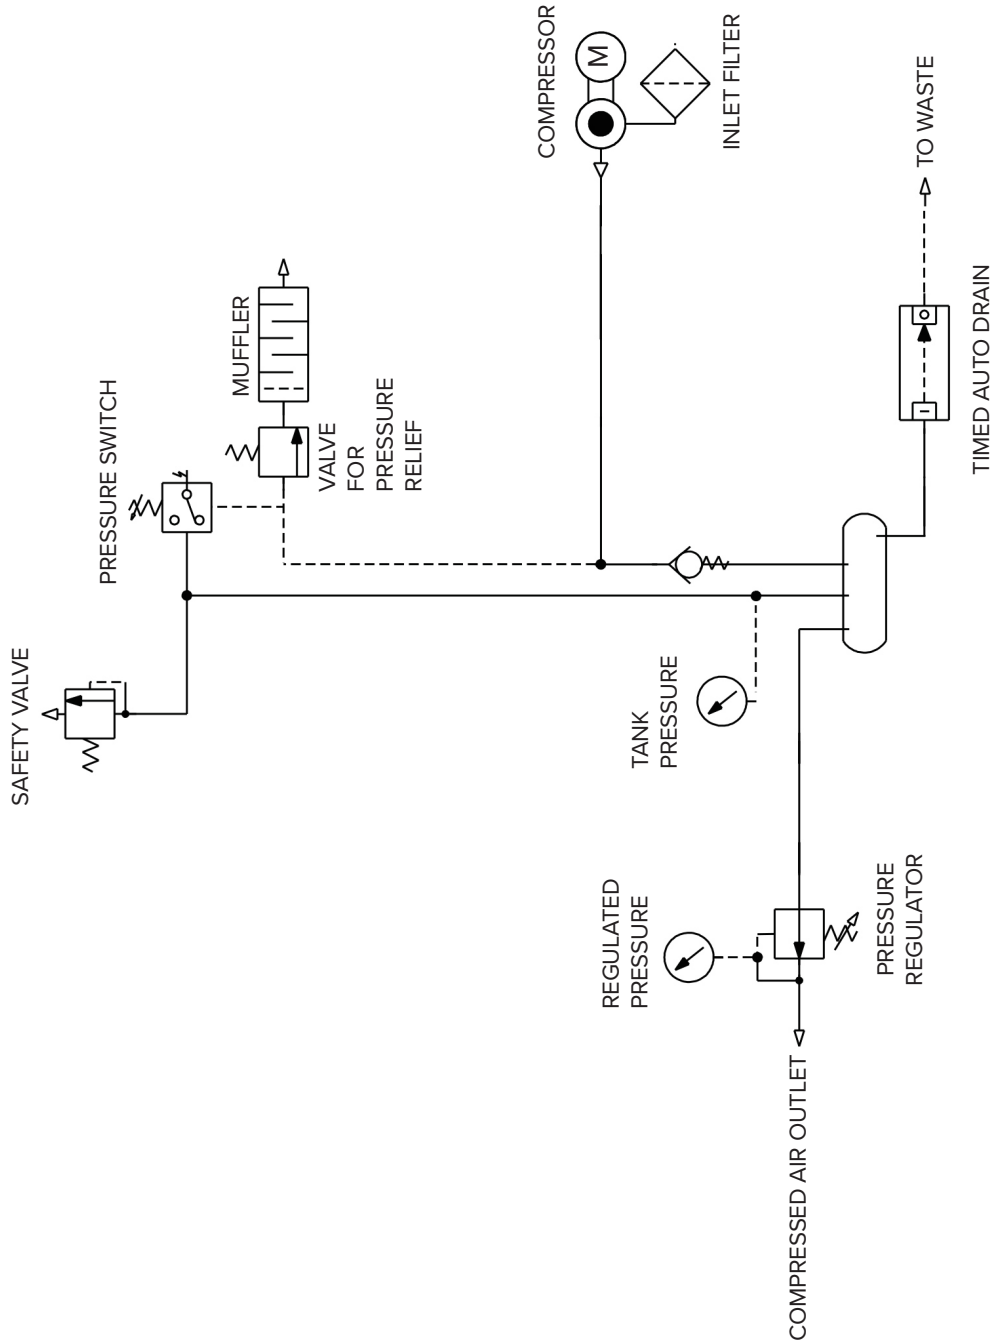 SAFETY VALVE
PRESSURE SWITCH
MUFFLER
VALVE
FOR
PRESSURE
RELIEF
COMPRESSOR
M
INLET FILTER
TO WASTE
TIMED AUTO DRAIN
TANK
PRESSURE
REGULATED
PRESSURE
PRESSURE
REGULATOR
COMPRESSED AIR OUTLET